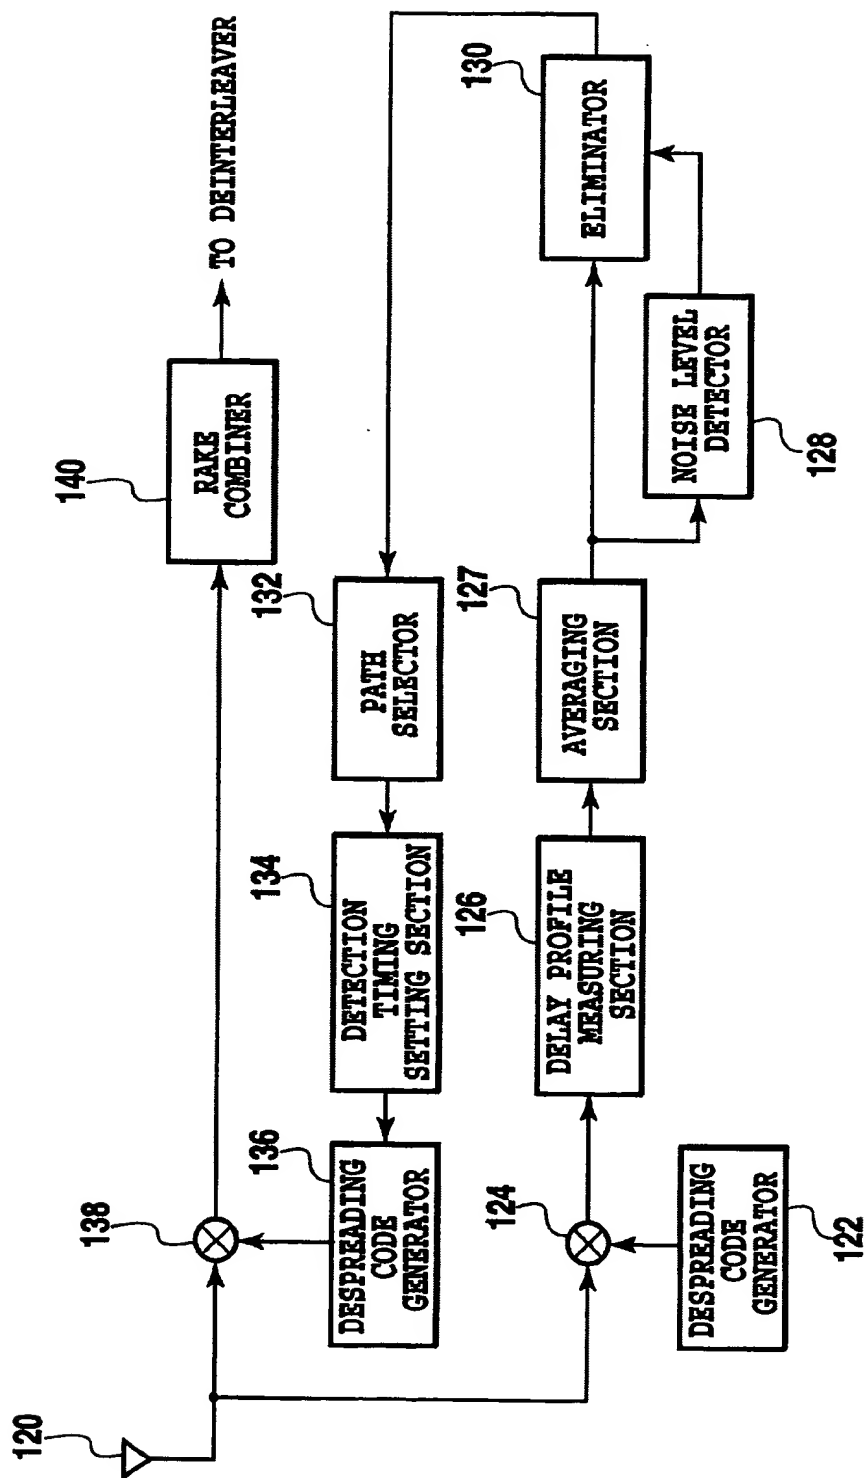 120
138
140
RAKE
COMBINER
TO DEINTERLEAVER
136
DESPREADING
CODE
GENERATOR
134
DETECTION
TIMING
SETTING SECTION
132
PATH
SELECTOR
124
126
DELAY PROFILE
MEASURING
SECTION
127
AVERAGING
SECTION
130
ELIMINATOR
DESPREADING
CODE
GENERATOR
122
NOISE LEVEL
DETECTOR
128